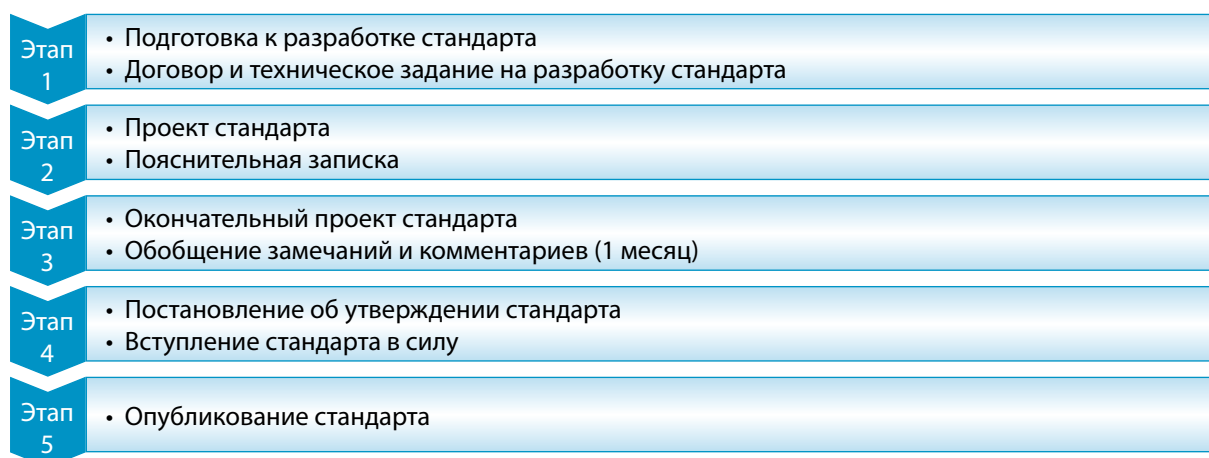 Этап
1
• Подготовка к разработке стандарта
• Договор и техническое задание на разработку стандарта
Этап
2
• Проект стандарта
• Пояснительная записка
Этап
3
• Окончательный проект стандарта
• Обобщение замечаний и комментариев (1 месяц)
Этап
4
• Постановление об утверждении стандарта
• Вступление стандарта в силу
Этап
5
• Опубликование стандарта